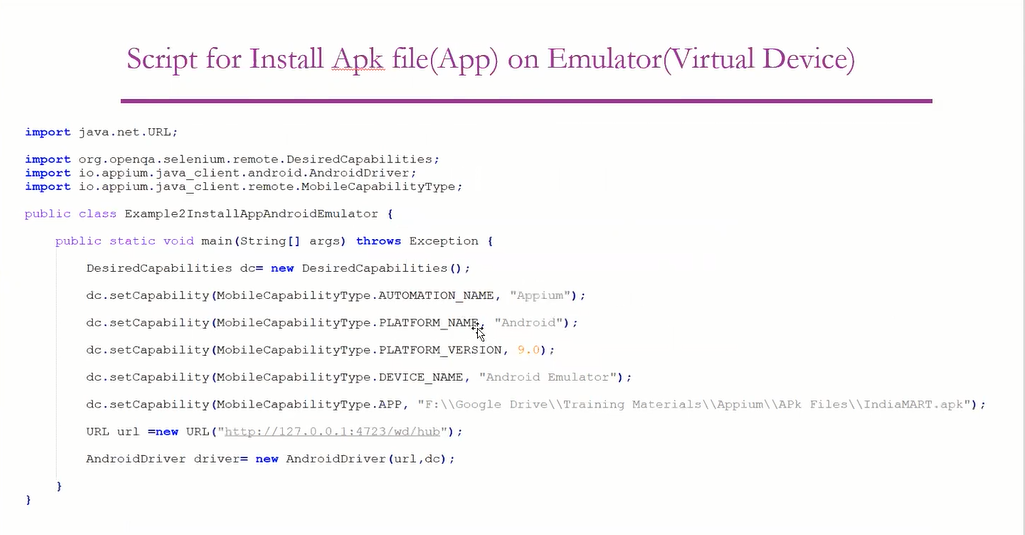 Script for Install Apk file(App) on Emulator(Virtual Device)
import java.net.URL;
import org.openqa.selenium.remote.DesiredCapabilities;
import io.appium.java_client.android.AndroidDriver;
import io.appium.java_client.remote.MobileCapabilityType;
public class Example2InstallAppAndroidEmulator {
public static void main(String[] args) throws Exception {
DesiredCapabilities dc= new DesiredCapabilities();
dc.setCapability(MobileCapabilityType.AUTOMATION_NAME, "Appium");
dc.setCapability(MobileCapabilityType.PLATFORM_NAME, "Android");
dc.setCapability(MobileCapabilityType.PLATFORM_VERSION, 9.0);
dc.setCapability(MobileCapabilityType.DEVICE_NAME, "Android Emulator");
dc.setCapability(MobileCapabilityType.APP, "F:\\Google Drive\\Training Materials\\Appium\\APk Files\\IndiaMART.apk");
URL url =new URL("http://127.0.0.1:4723/wd/hub");
AndroidDriver driver= new AndroidDriver(url,dc);
}
}